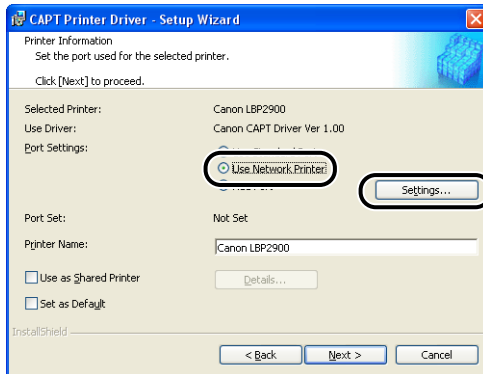 CAPT Printer Driver - Setup Wizard
Printer Information
Set the port used for the selected printer.
Click [Next] to proceed.
Selected Printer: Canon LBP2900
Use Driver: Canon CAPT Driver Ver 1.00
Port Settings:
Use Network Printer
Settings...
Port Set: Not Set
Printer Name: Canon LBP2900
Use as Shared Printer Details...
Set as Default
InstallShield
< Back Next > Cancel